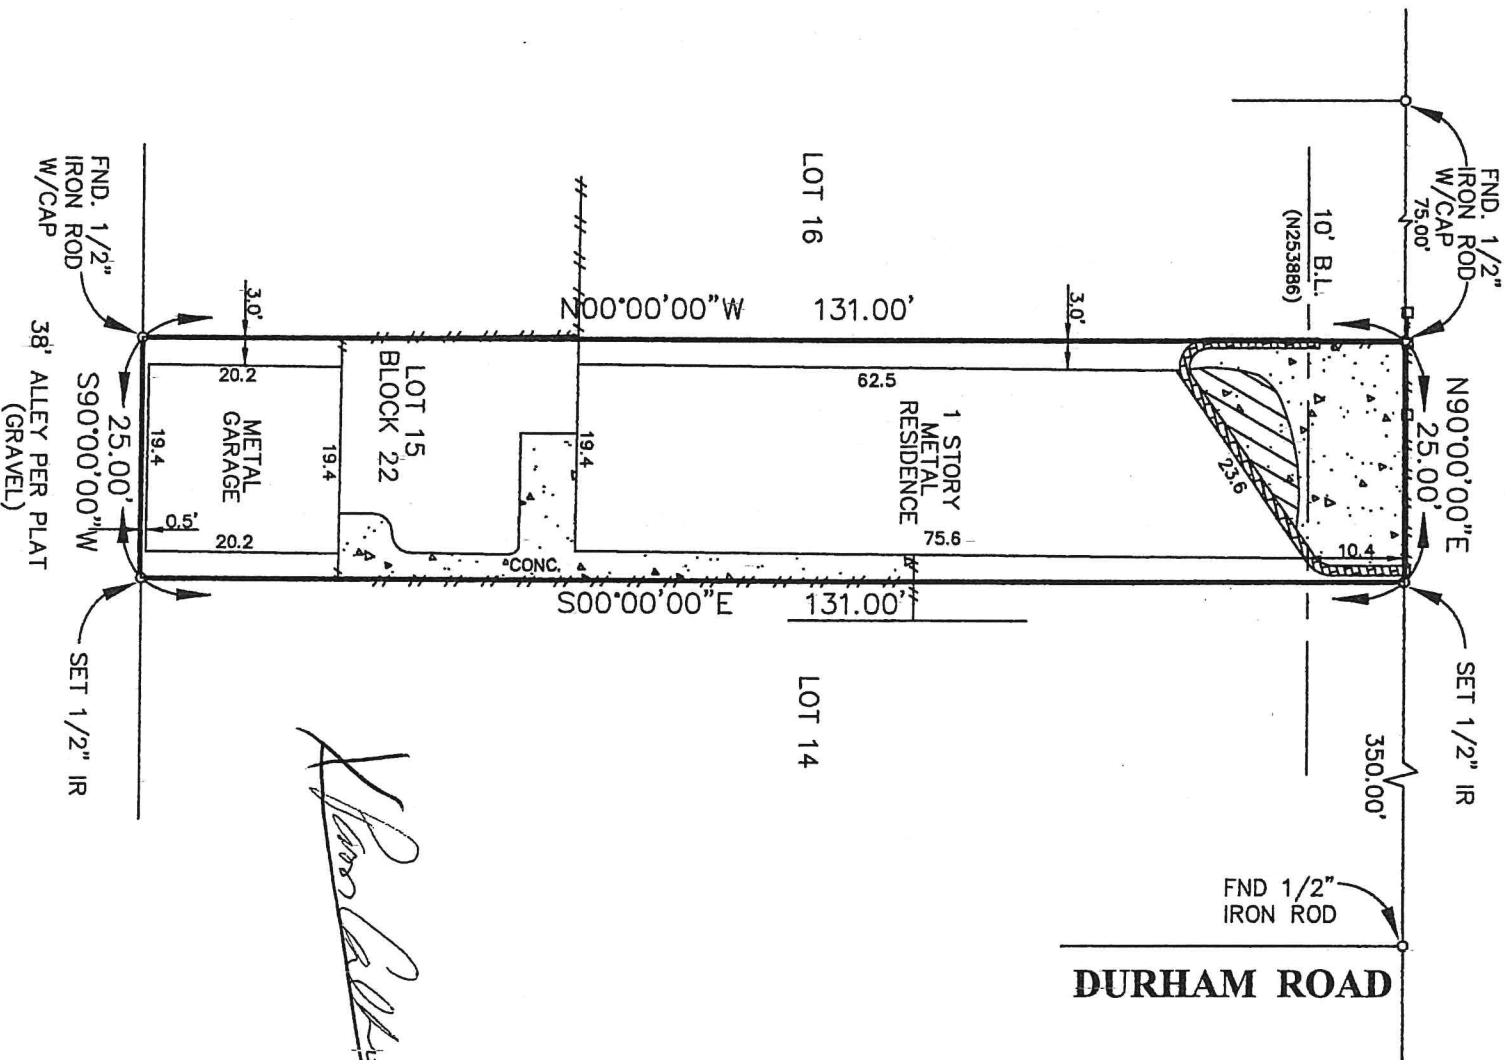 FND. 1/2"
IRON ROD
W/CAP
75.00'
10' B.L.
(N253886)
N90°00'00"E
25.00'
SET 1/2" IR
350.00'
FND 1/2"
IRON ROD
DURHAM ROAD
LOT 16
N00°00'00"W 131.00'
3.0'
62.5
1 STORY
METAL
RESIDENCE
75.6
23.6
10.4
19.4
LOT 15
BLOCK 22
CONC.
S00°00'00"E 131.00'
LOT 14
3.0'
20.2
METAL
GARAGE
19.4
19.4
20.2
0.5'
FND. 1/2"
IRON ROD
W/CAP
25.00'
S90°00'00"W
38' ALLEY PER PLAT
(GRAVEL)
SET 1/2" IR